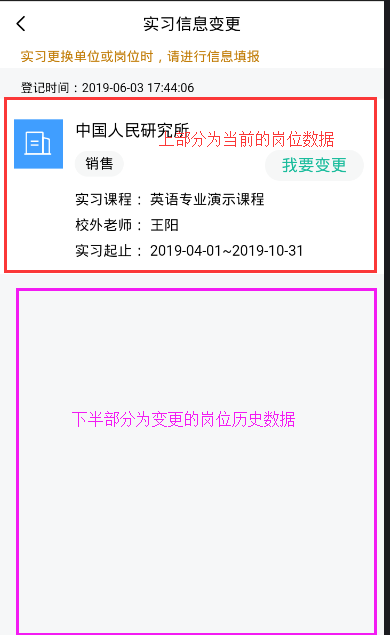 实习信息变更
实习更换单位或岗位时，请进行信息填报
登记时间：2019-06-03 17:44:06
中国人民研究所
上部分为当前的岗位数据
销售
我要变更
实习课程： 英语专业演示课程
校外老师： 王阳
实习起止： 2019-04-01~2019-10-31
下半部分为变更的岗位历史数据